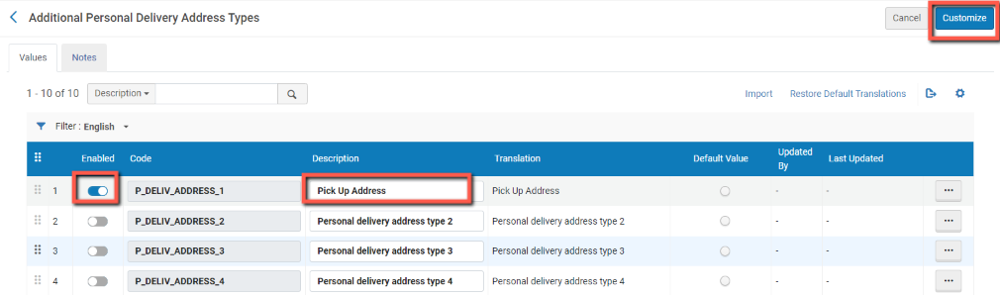 Additional Personal Delivery Address Types Cancel Customize
Values Notes
1 - 10 of 10 Description Import Restore Default Translations
Filter : English
Enabled Code Description Translation Default Value Updated By Last Updated
1 P_DELIV_ADDRESS_1 Pick Up Address Pick Up Address - - ...
2 P_DELIV_ADDRESS_2 Personal delivery address type 2 Personal delivery address type 2 - - ...
3 P_DELIV_ADDRESS_3 Personal delivery address type 3 Personal delivery address type 3 - - ...
4 P_DELIV_ADDRESS_4 Personal delivery address type 4 Personal delivery address type 4 - - ...